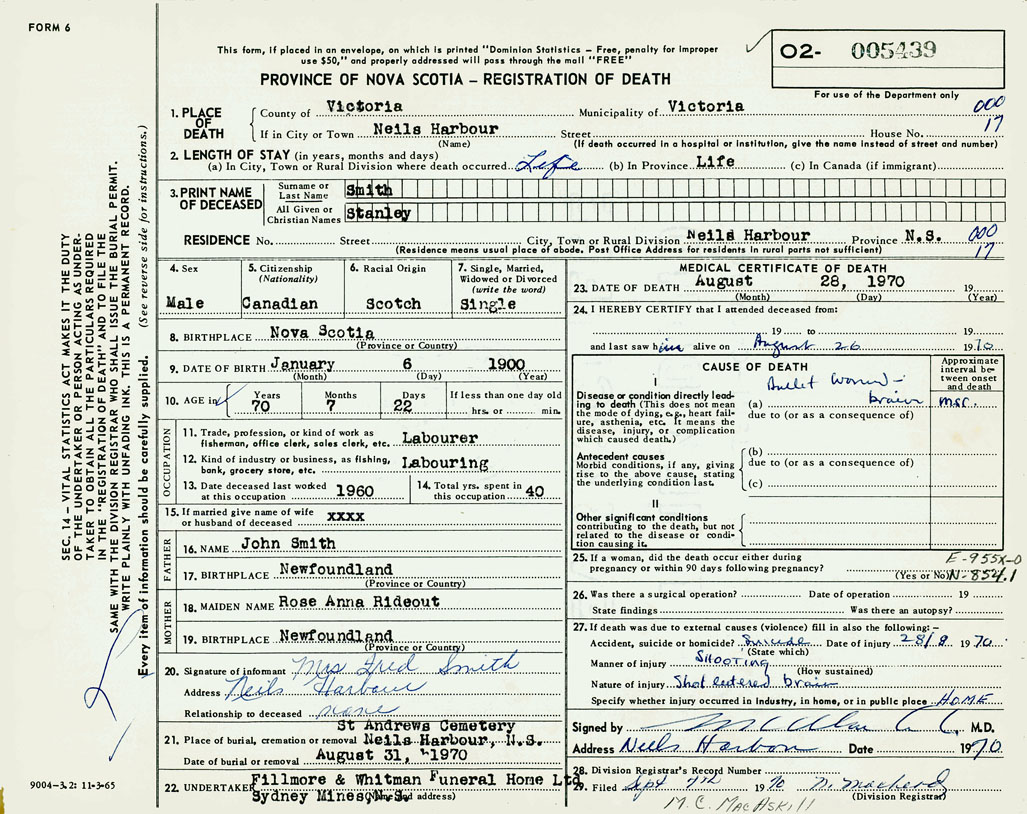 FORM 6
This form, if placed in an envelope, on which is printed "Dominion Statistics – Free, penalty for improper
use $50," and properly addressed will pass through the mail "FREE"
PROVINCE OF NOVA SCOTIA – REGISTRATION OF DEATH
O2- 005439
For use of the Department only
000
17
1. PLACE OF DEATH
County of Victoria Municipality of Victoria
If in City or Town Neils Harbour Street House No.
(Name) (If death occurred in a hospital or institution, give the name instead of street and number)
2. LENGTH OF STAY (in years, months and days)
(a) In City, Town or Rural Division where death occurred Life (b) In Province Life (c) In Canada (if immigrant)
3. PRINT NAME OF DECEASED
Surname or Last Name Smith
All Given or Christian Names Stanley
RESIDENCE No. Street City, Town or Rural Division Neils Harbour Province N.S. 000
17
(Residence means usual place of abode. Post Office Address for residents in rural parts not sufficient)
4. Sex
Male
5. Citizenship
(Nationality)
Canadian
6. Racial Origin
Scotch
7. Single, Married,
Widowed or Divorced
(write the word)
Single
8. BIRTHPLACE Nova Scotia
(Province or Country)
9. DATE OF BIRTH January 6 1900
(Month) (Day) (Year)
10. AGE in
Years Months Days If less than one day
70 7 22 hrs. or min.
OCCUPATION
11. Trade, profession, or kind of work as
fisherman, office clerk, sales clerk, etc. Labourer
12. Kind of industry or business, as fishing,
bank, grocery store, etc. Labouring
13. Date deceased last worked
at this occupation 1960
14. Total yrs. spent in
this occupation 40
15. If married give name of wife
or husband of deceased XXXX
FATHER
16. NAME John Smith
17. BIRTHPLACE Newfoundland
(Province or Country)
MOTHER
18. MAIDEN NAME Rose Anna Rideout
19. BIRTHPLACE Newfoundland
(Province or Country)
20. Signature of informant Mrs Fred Smith
Address Neils Harbour
Relationship to deceased none
St Andrews Cemetery
21. Place of burial, cremation or removal Neils Harbour, N.S.
Date of burial or removal August 31, 1970
22. UNDERTAKER Fillmore & Whitman Funeral Home Ltd
Sydney Mines, N.S.
(Name and address)
MEDICAL CERTIFICATE OF DEATH
23. DATE OF DEATH August 28, 1970 19
(Month) (Day) (Year)
24. I HEREBY CERTIFY that I attended deceased from:
19 to 19
and last saw him alive on August 26 1970
CAUSE OF DEATH
Approximate
interval be-
tween onset
and death
I
Disease or condition directly lead-
ing to death (This does not mean
the mode of dying, e.g., heart fail-
ure, asthenia, etc. It means the
disease, injury, or complication
which caused death.)
Bullet Wound -
(a) brain
due to (or as a consequence of)
Antecedent causes
Morbid conditions, if any, giving
rise to the above cause, stating
the underlying condition last.
(b)
due to (or as a consequence of)
(c)
II
Other significant conditions
contributing to the death, but not
related to the disease or condi-
tion causing it.
25. If a woman, did the death occur either during
pregnancy or within 90 days following pregnancy?
(Yes or No)
E-955X-0
N-854.1
26. Was there a surgical operation? Date of operation 19
State findings Was there an autopsy?
27. If death was due to external causes (violence) fill in also the following: –
Accident, suicide or homicide? Suicide Date of injury 28/8 1970
(State which)
Manner of injury SHOOTING
(How sustained)
Nature of injury Shot entered brain
Specify whether injury occurred in industry, in home, or in public place HOME
Signed by M.D.
Address Neils Harbour Date 1970
28. Division Registrar's Record Number
29. Filed Sept 7th 1970
(Division Registrar)
M.C. MacASKILL
SEC. 14 – VITAL STATISTICS ACT MAKES IT THE DUTY
OF THE UNDERTAKER OR PERSON ACTING AS UNDER-
TAKER TO OBTAIN ALL THE PARTICULARS REQUIRED
IN THE "REGISTRATION OF DEATH" AND TO FILE THE
SAME WITH THE DIVISION REGISTRAR WHO SHALL ISSUE THE BURIAL PERMIT.
WRITE PLAINLY WITH UNFADING INK. THIS IS A PERMANENT RECORD.
Every item of information should be carefully supplied. (See reverse side for instructions.)
9004–3.2: 11-3-65